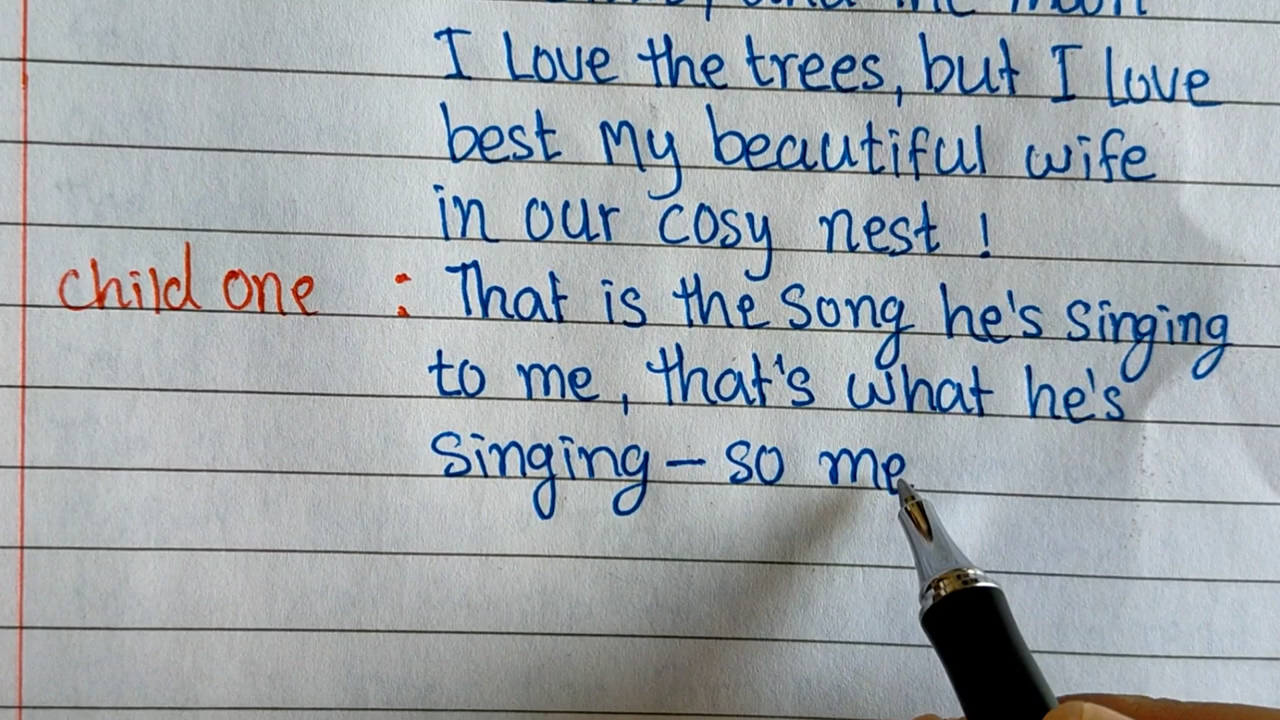 I Love the trees, but I love
best my beautiful wife
in our cosy nest !
child one : That is the song he's singing
to me, that's what he's
singing - so me